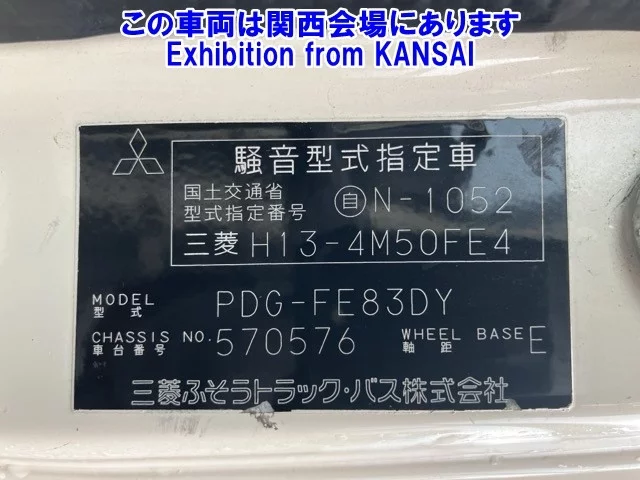 この車両は関西会場にあります
Exhibition from KANSAI
騒音型式指定車
国土交通省
型式指定番号 自 N-1052
三菱 H13-4M50FE4
MODEL
型式 PDG-FE83DY
CHASSIS NO.
車台番号 570576
WHEEL BASE
軸距 E
三菱ふそうトラック・バス株式会社